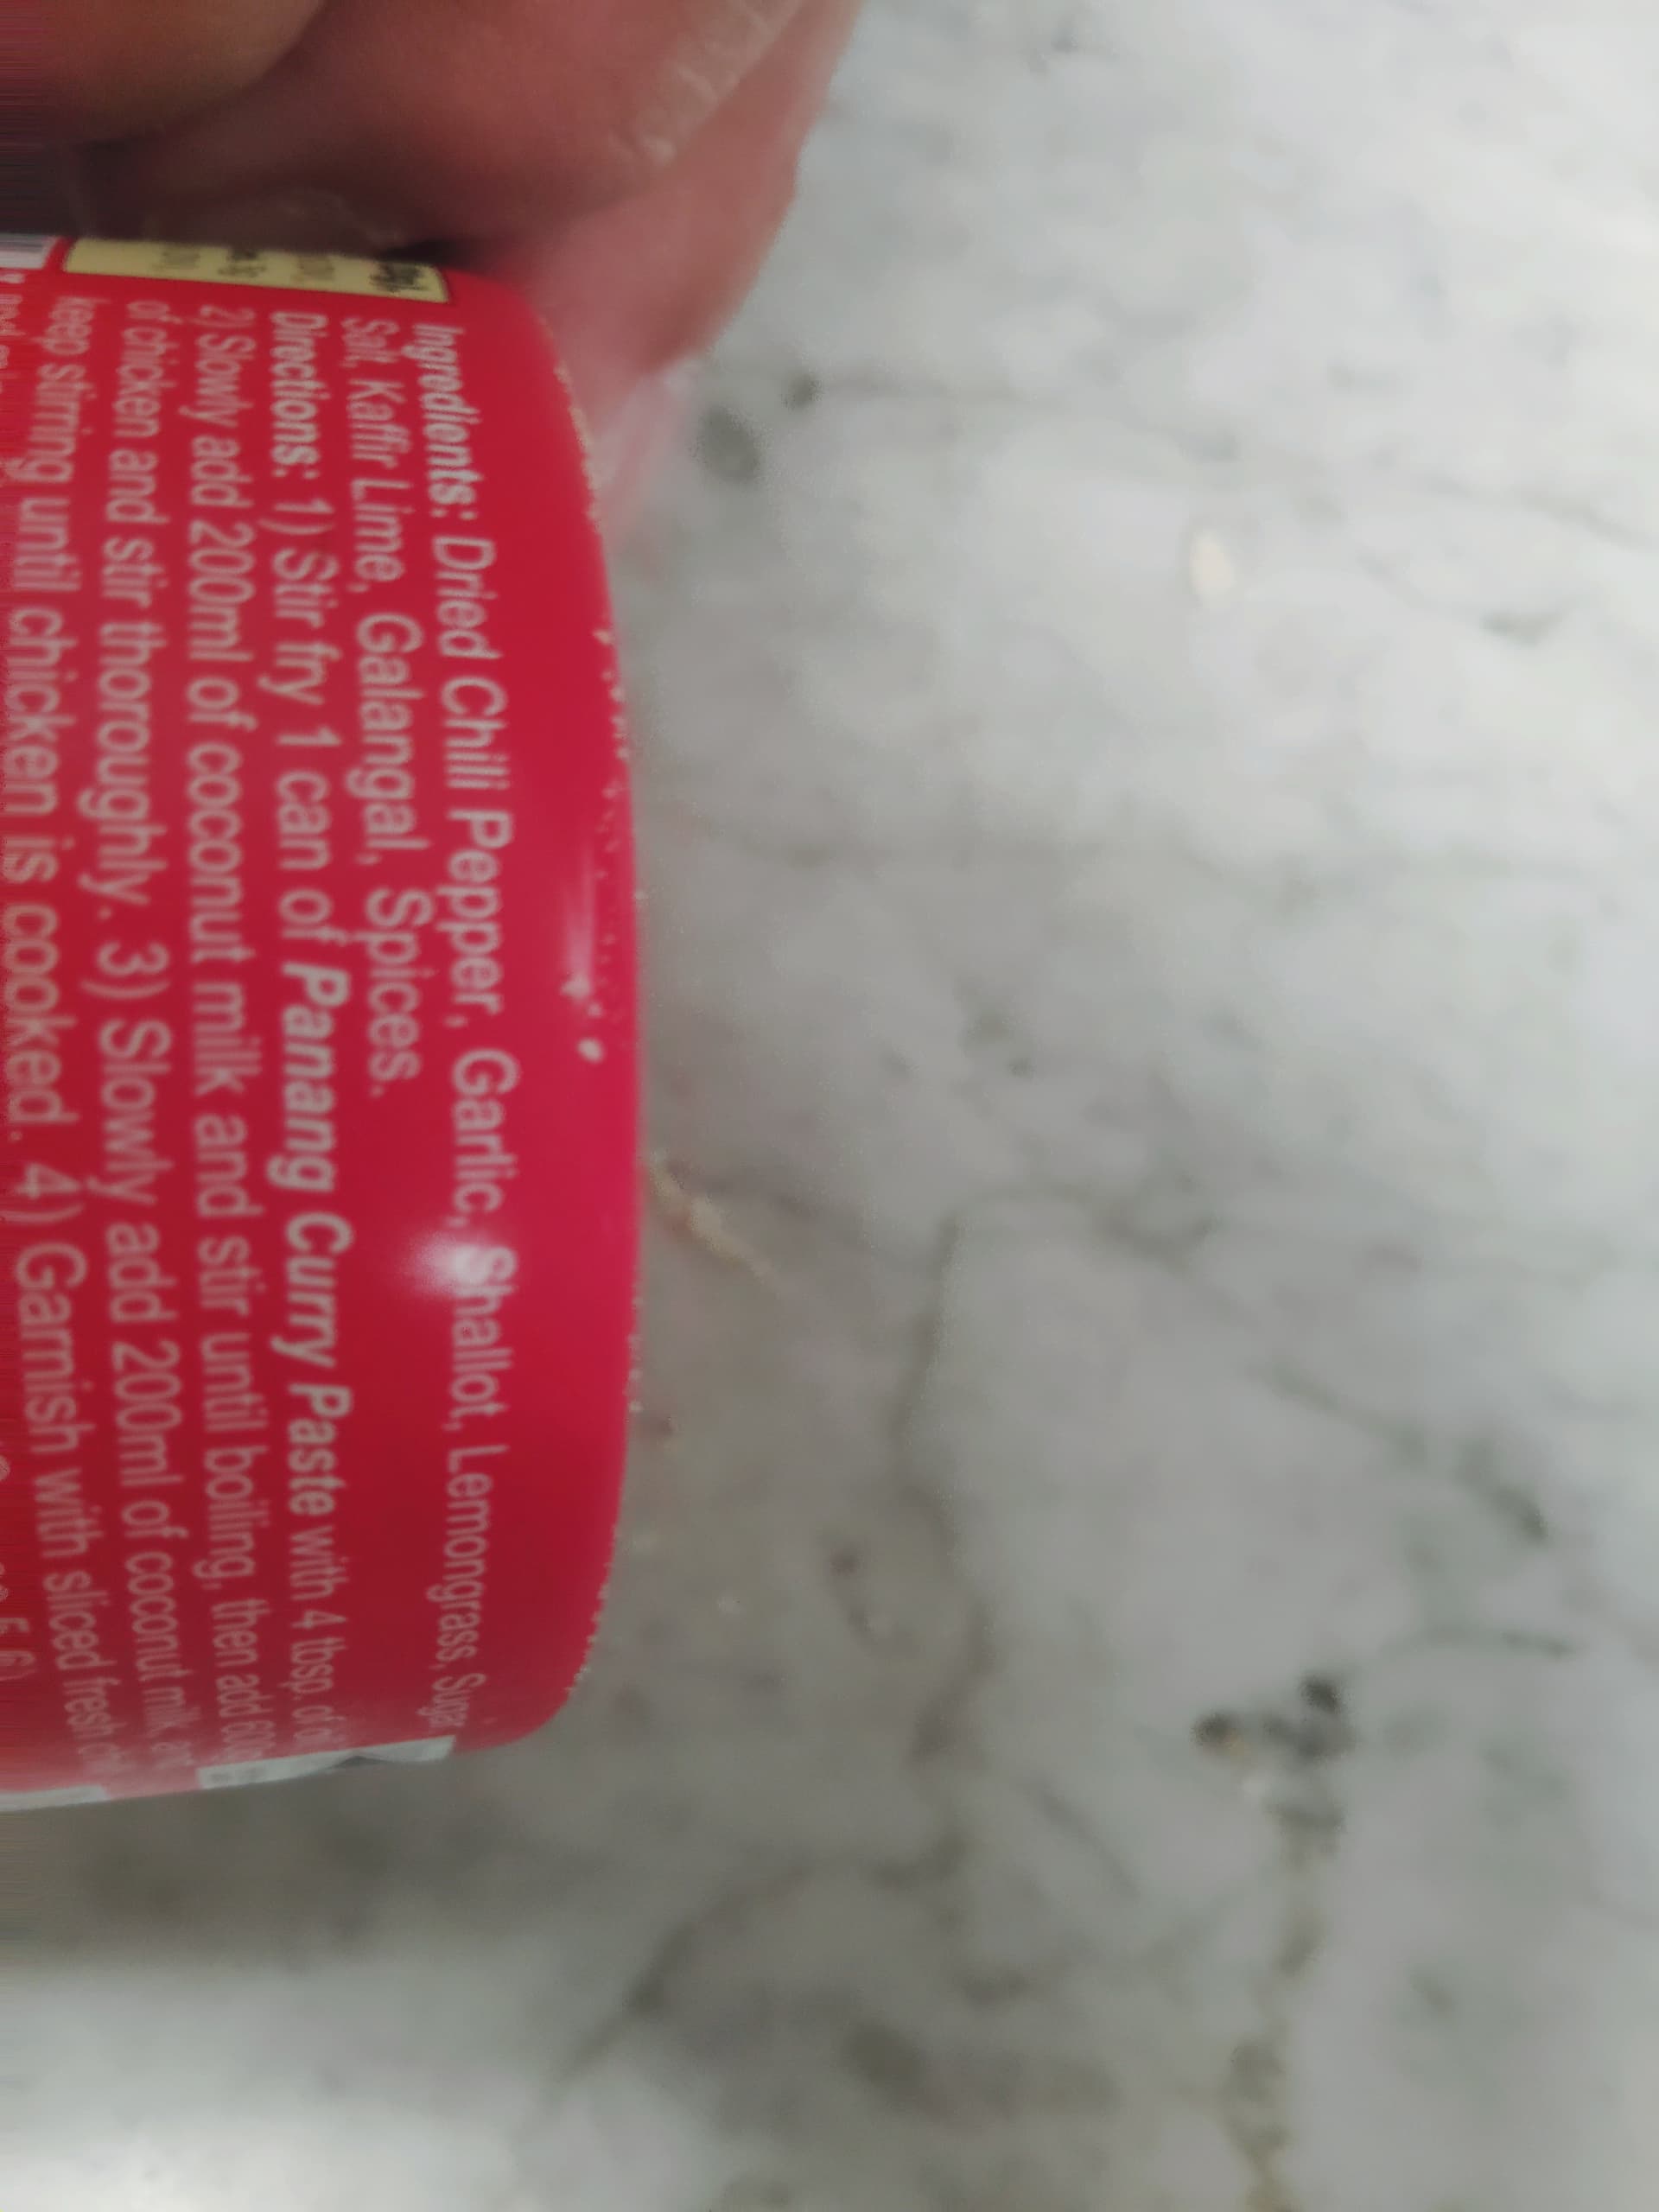 Ingredients: Dried Chili Pepper, Garlic, Shallot, Lemongrass, Sugar
Salt, Kaffir Lime, Galangal, Spices.
Directions: 1) Stir fry 1 can of Panang Curry Paste with 4 tbsp. of
2) Slowly add 200ml of coconut milk and stir until boiling, then add
of chicken and stir thoroughly. 3) Slowly add 200ml of coconut milk
keep stirring until chicken is cooked. 4) Garnish with sliced fresh